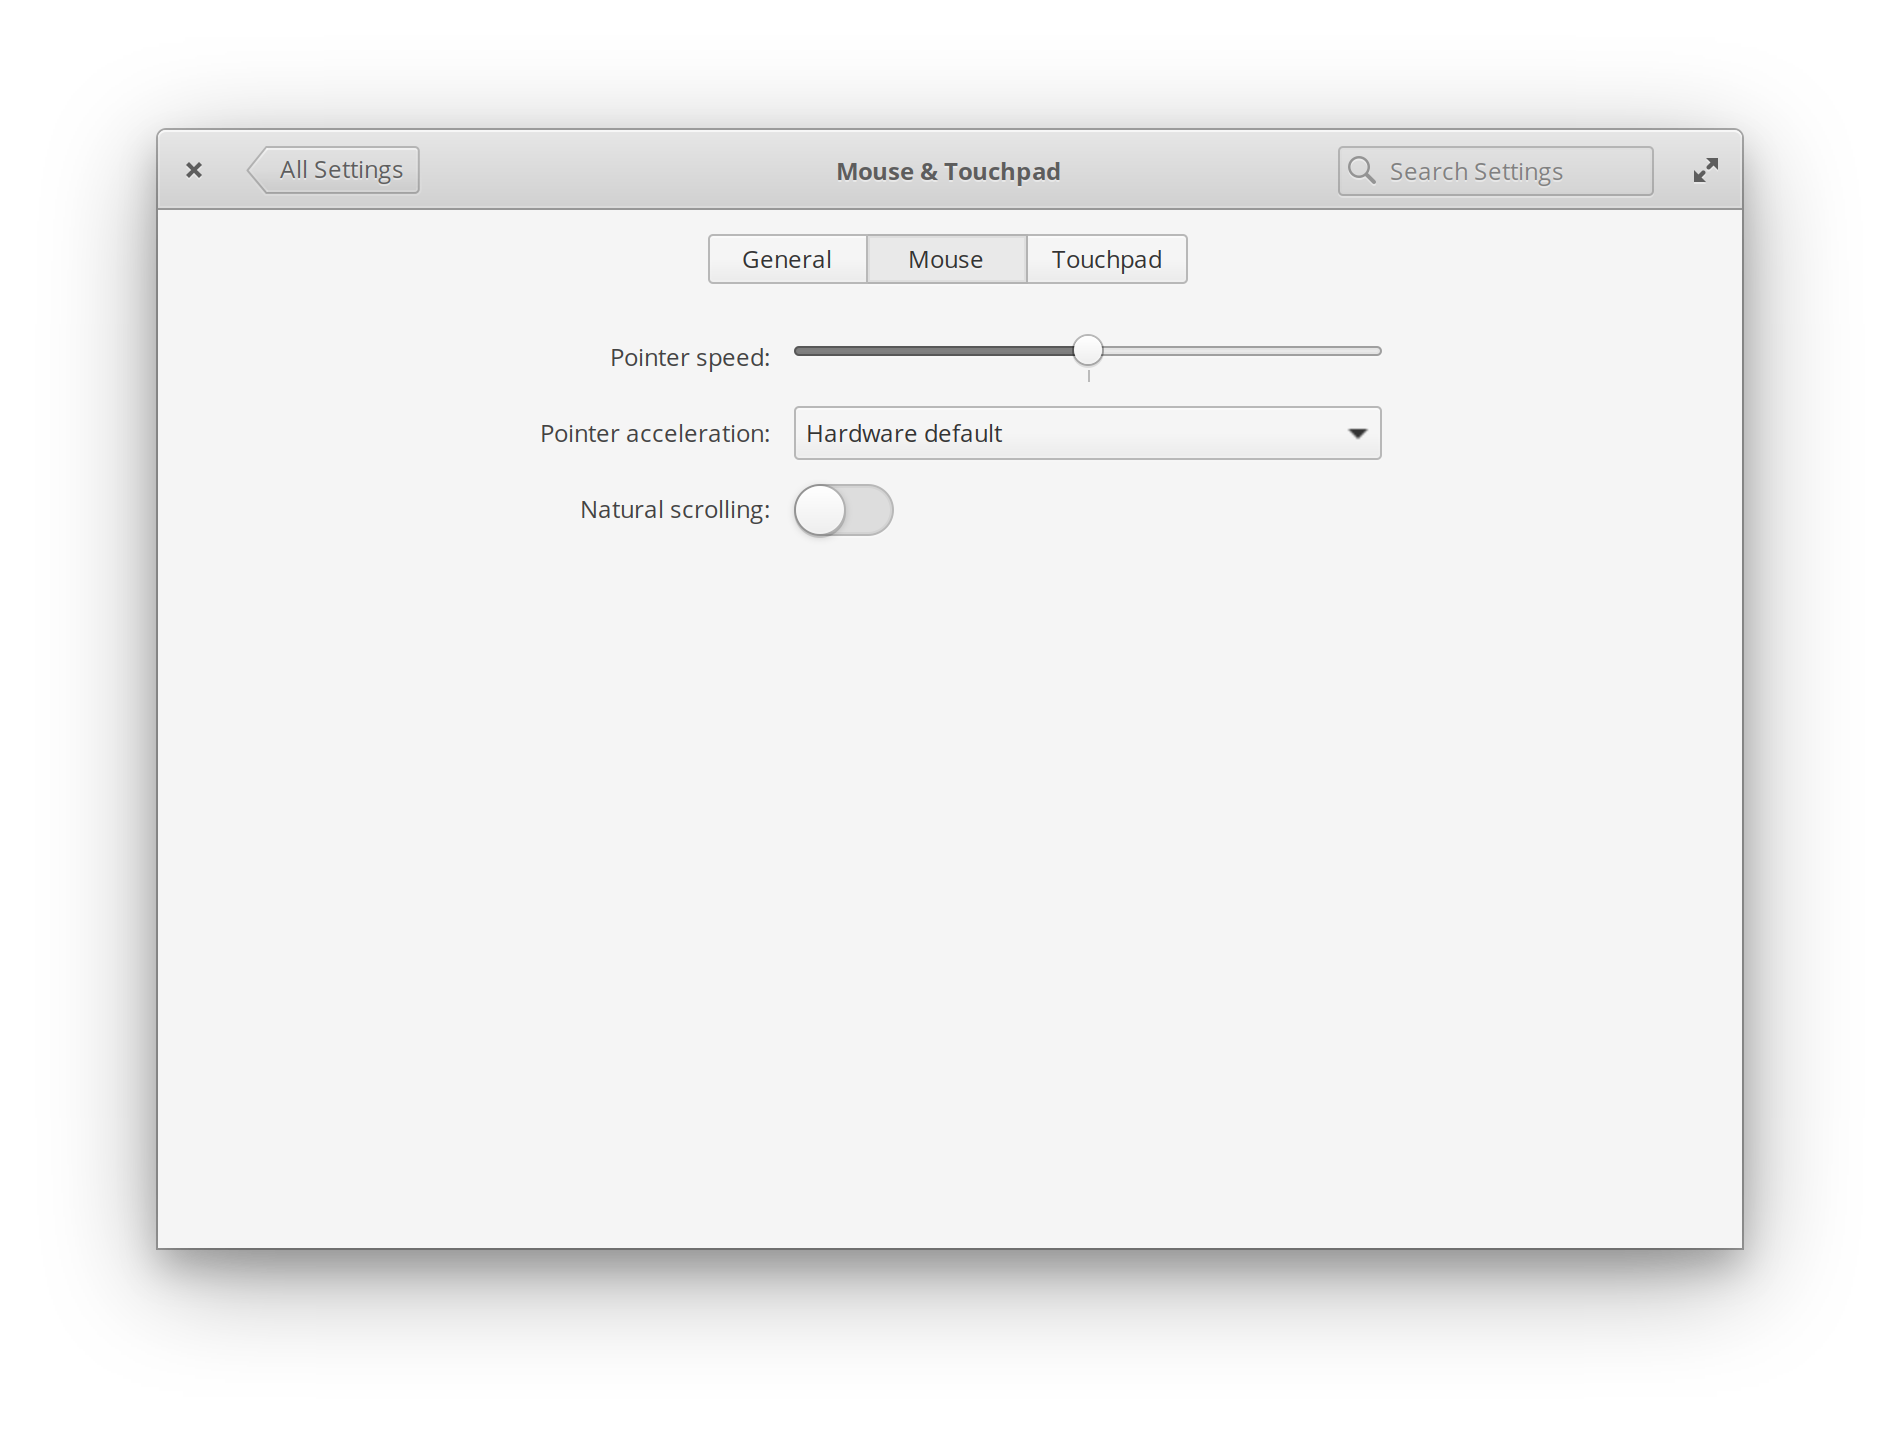 All Settings
Mouse & Touchpad
Search Settings
General
Mouse
Touchpad
Pointer speed:
Pointer acceleration:
Hardware default
Natural scrolling: